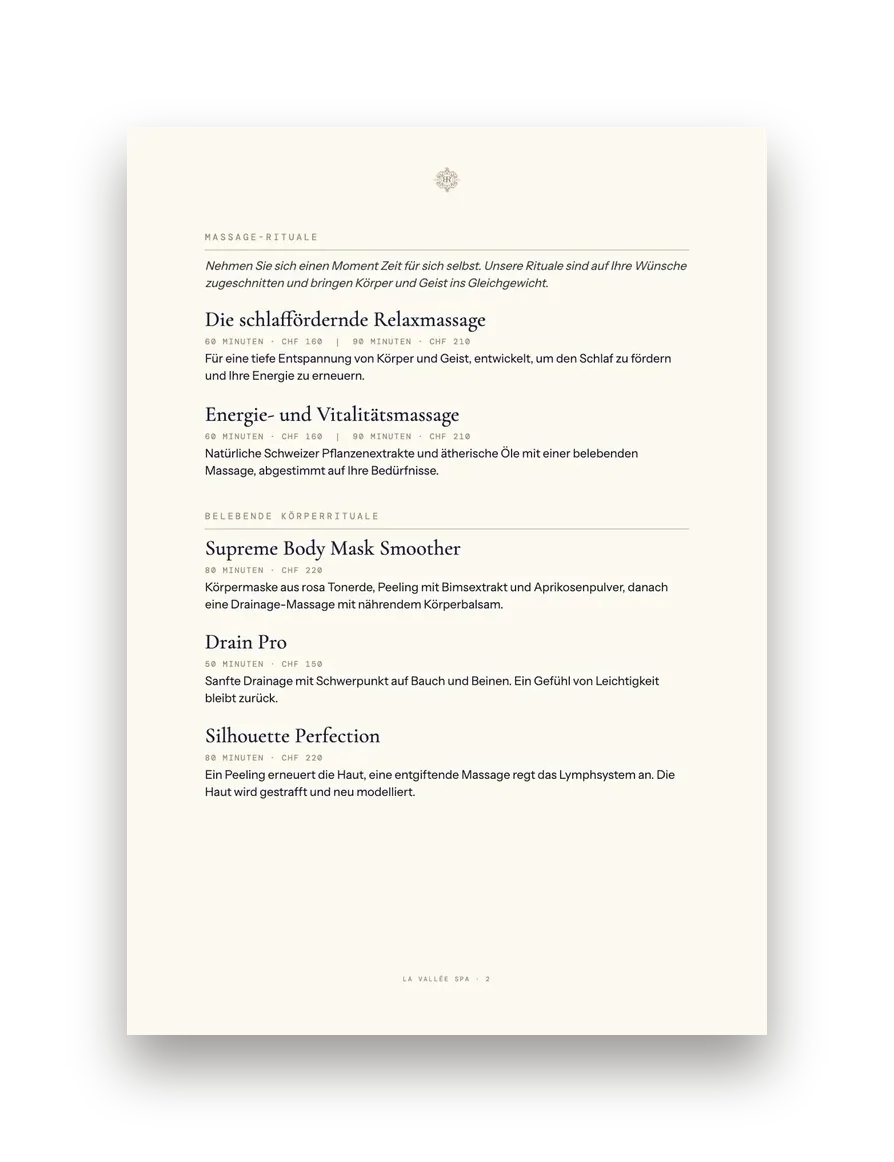 MASSAGE-RITUALE
Nehmen Sie sich einen Moment Zeit für sich selbst. Unsere Rituale sind auf Ihre Wünsche
zugeschnitten und bringen Körper und Geist ins Gleichgewicht.
Die schlaffördernde Relaxmassage
60 MINUTEN · CHF 160 | 90 MINUTEN · CHF 210
Für eine tiefe Entspannung von Körper und Geist, entwickelt, um den Schlaf zu fördern
und Ihre Energie zu erneuern.
Energie- und Vitalitätsmassage
60 MINUTEN · CHF 160 | 90 MINUTEN · CHF 210
Natürliche Schweizer Pflanzenextrakte und ätherische Öle mit einer belebenden
Massage, abgestimmt auf Ihre Bedürfnisse.
BELEBENDE KÖRPERRITUALE
Supreme Body Mask Smoother
80 MINUTEN · CHF 220
Körpermaske aus rosa Tonerde, Peeling mit Bimsextrakt und Aprikosenpulver, danach
eine Drainage-Massage mit nährendem Körperbalsam.
Drain Pro
50 MINUTEN · CHF 150
Sanfte Drainage mit Schwerpunkt auf Bauch und Beinen. Ein Gefühl von Leichtigkeit
bleibt zurück.
Silhouette Perfection
80 MINUTEN · CHF 220
Ein Peeling erneuert die Haut, eine entgiftende Massage regt das Lymphsystem an. Die
Haut wird gestrafft und neu modelliert.
LA VALLÉE SPA · 2